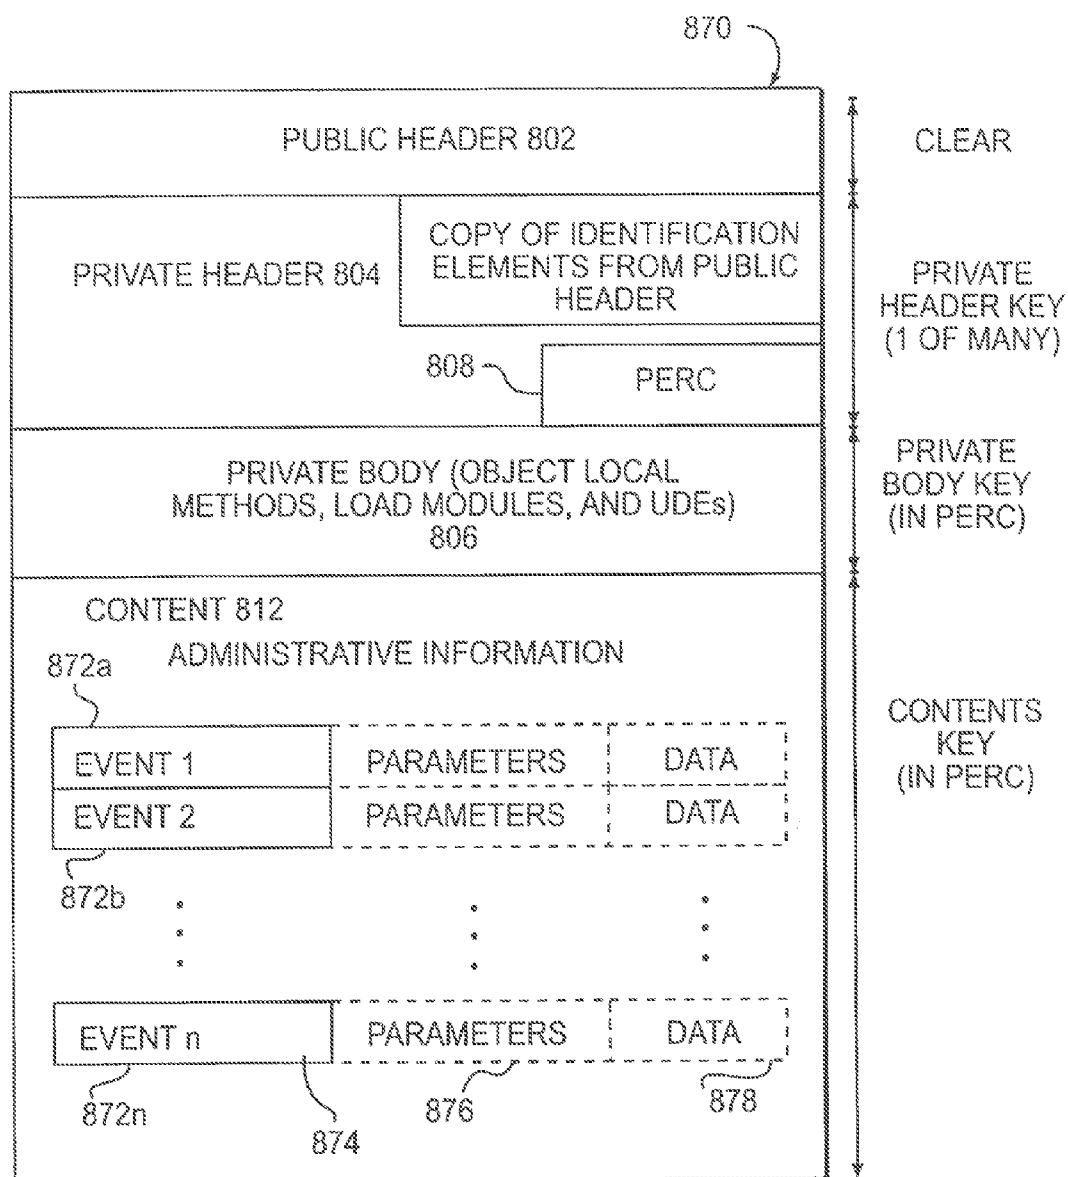 870
PUBLIC HEADER 802
CLEAR
PRIVATE HEADER 804
COPY OF IDENTIFICATION
ELEMENTS FROM PUBLIC
HEADER
PRIVATE
HEADER KEY
(1 OF MANY)
808
PERC
PRIVATE BODY (OBJECT LOCAL
METHODS, LOAD MODULES, AND UDEs)
806
PRIVATE
BODY KEY
(IN PERC)
CONTENT 812
ADMINISTRATIVE INFORMATION
872a
CONTENTS
KEY
(IN PERC)
EVENT 1 PARAMETERS DATA
EVENT 2 PARAMETERS DATA
872b
EVENT n PARAMETERS DATA
872n
874
876
878